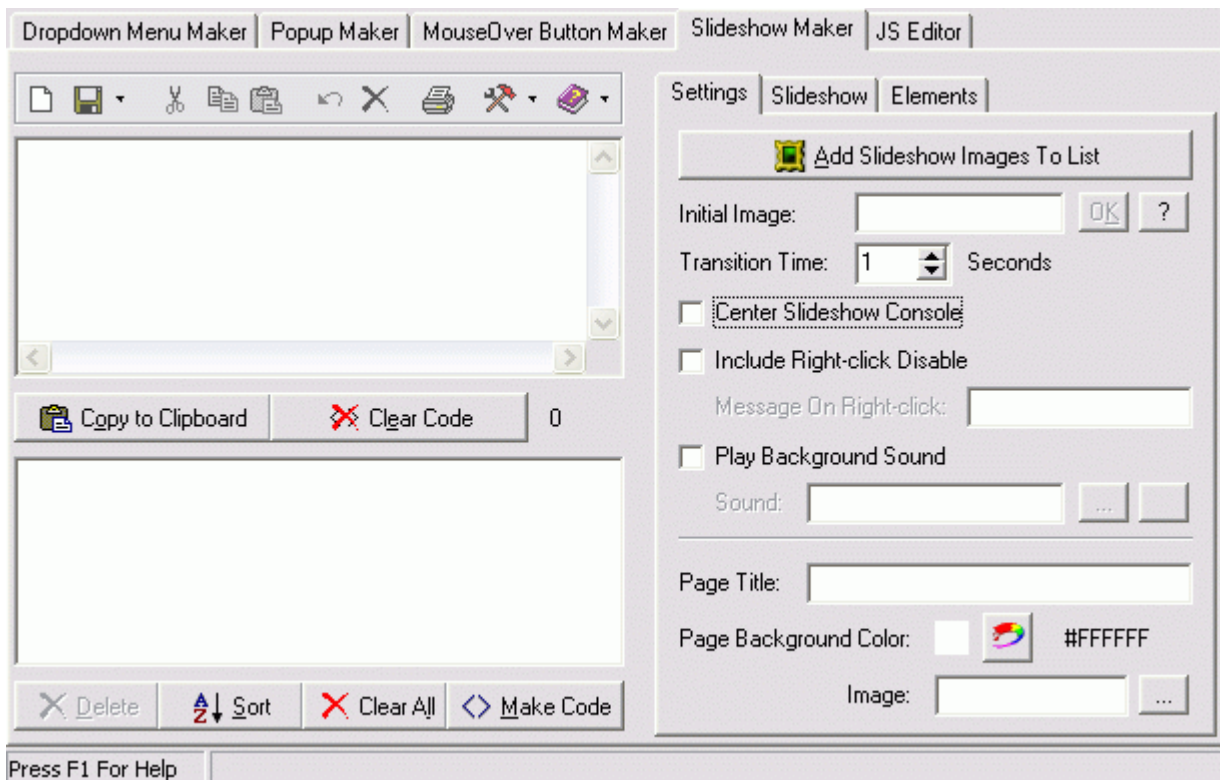 Dropdown Menu Maker
Popup Maker
MouseOver Button Maker
Slideshow Maker
JS Editor
Settings
Slideshow
Elements
Add Slideshow Images To List
Initial Image:
OK
?
Transition Time:
1
Seconds
Center Slideshow Console
Include Right-click Disable
Message On Right-click:
Copy to Clipboard
Clear Code
0
Play Background Sound
Sound:
...
Page Title:
Page Background Color:
#FFFFFF
Image:
...
Delete
Sort
Clear All
Make Code
Press F1 For Help